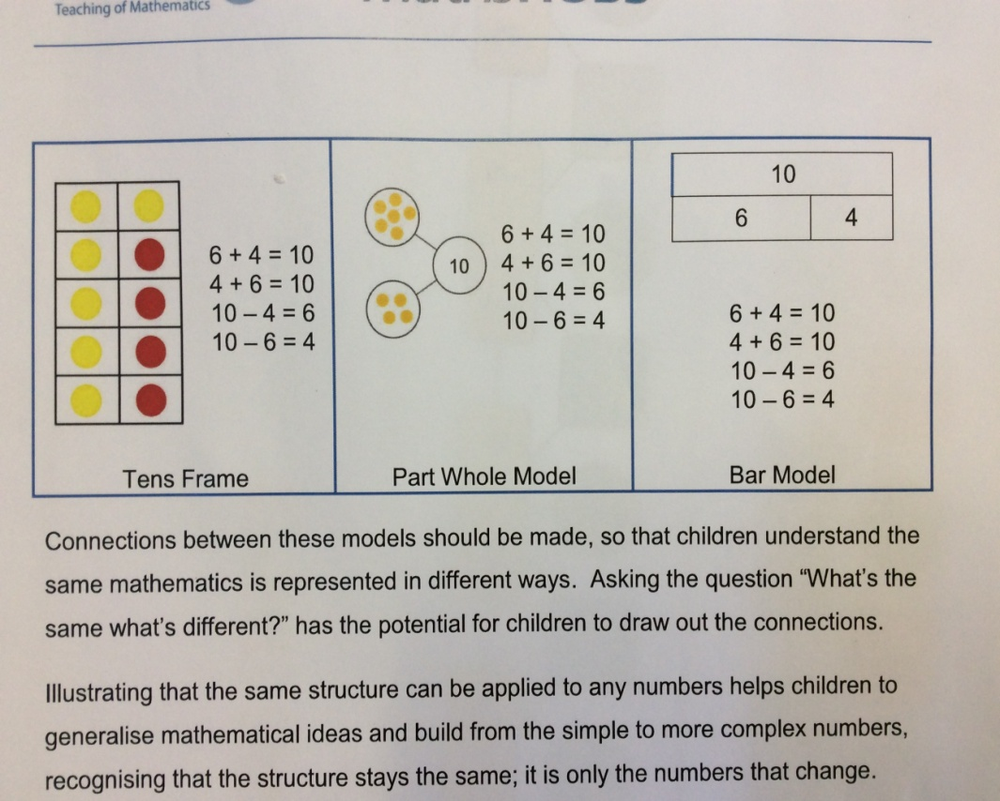 Teaching of Mathematics
6 + 4 = 10
4 + 6 = 10
10 – 4 = 6
10 – 6 = 4
Tens Frame
10
6 + 4 = 10
4 + 6 = 10
10 – 4 = 6
10 – 6 = 4
Part Whole Model
10
6 4
6 + 4 = 10
4 + 6 = 10
10 – 4 = 6
10 – 6 = 4
Bar Model
Connections between these models should be made, so that children understand the
same mathematics is represented in different ways.  Asking the question “What’s the
same what’s different?” has the potential for children to draw out the connections.
Illustrating that the same structure can be applied to any numbers helps children to
generalise mathematical ideas and build from the simple to more complex numbers,
recognising that the structure stays the same; it is only the numbers that change.